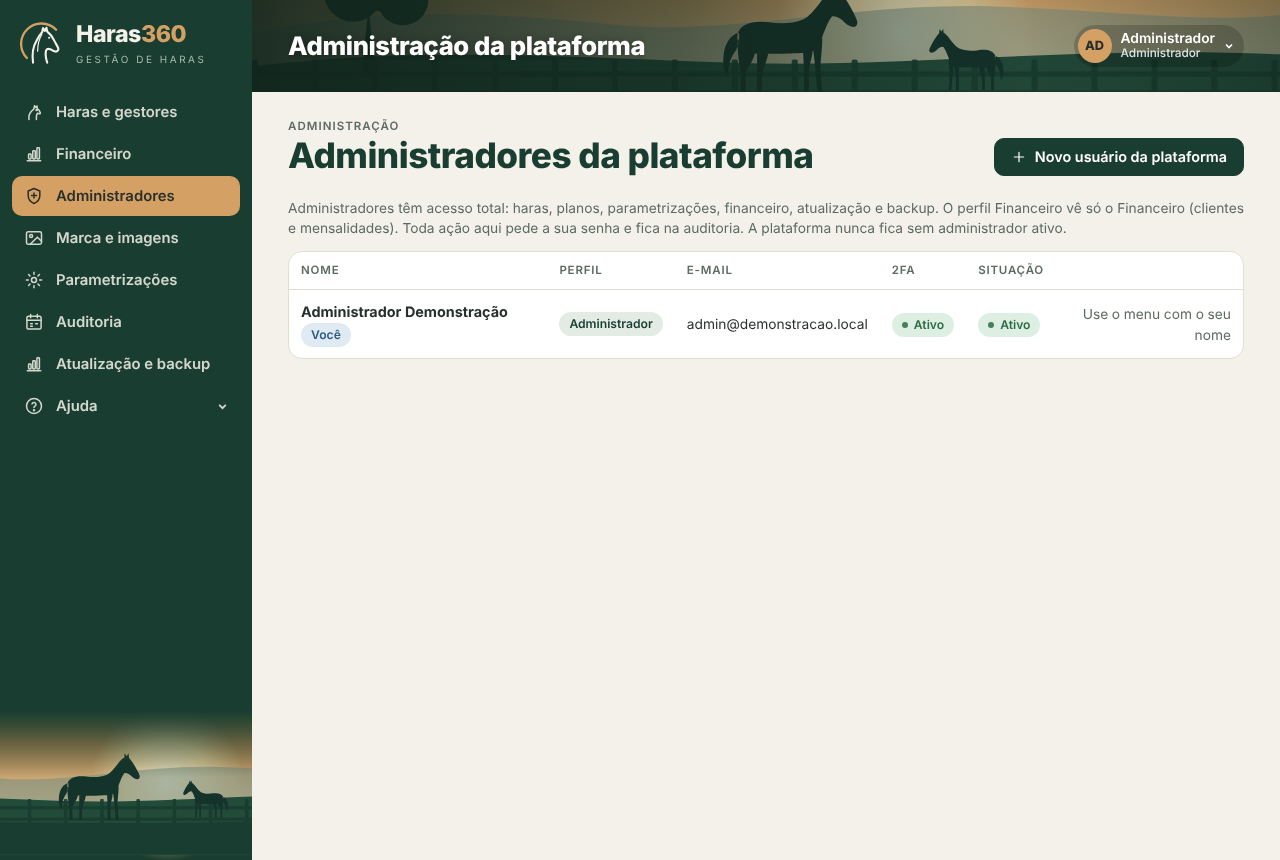 Haras360
GESTÃO DE HARAS
Haras e gestores
Financeiro
Administradores
Marca e imagens
Parametrizações
Auditoria
Atualização e backup
Ajuda
Administração da plataforma
AD
Administrador
Administrador
ADMINISTRAÇÃO
Administradores da plataforma
Novo usuário da plataforma
Administradores têm acesso total: haras, planos, parametrizações, financeiro, atualização e backup. O perfil Financeiro vê só o Financeiro (clientes
e mensalidades). Toda ação aqui pede a sua senha e fica na auditoria. A plataforma nunca fica sem administrador ativo.
NOME PERFIL E-MAIL 2FA SITUAÇÃO
Administrador Demonstração
Você
Administrador
admin@demonstracao.local
Ativo
Ativo
Use o menu com o seu
nome